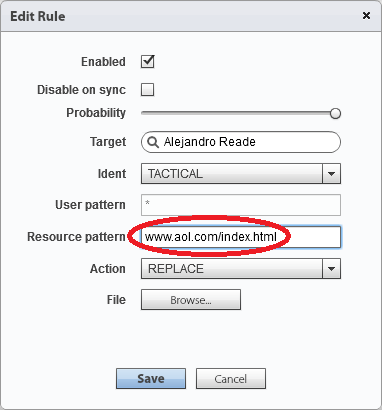 Edit Rule ×
Enabled
Disable on sync
Probability
Target Alejandro Reade
Ident TACTICAL
User pattern *
Resource pattern www.aol.com/index.html
Action REPLACE
File Browse...
Save Cancel